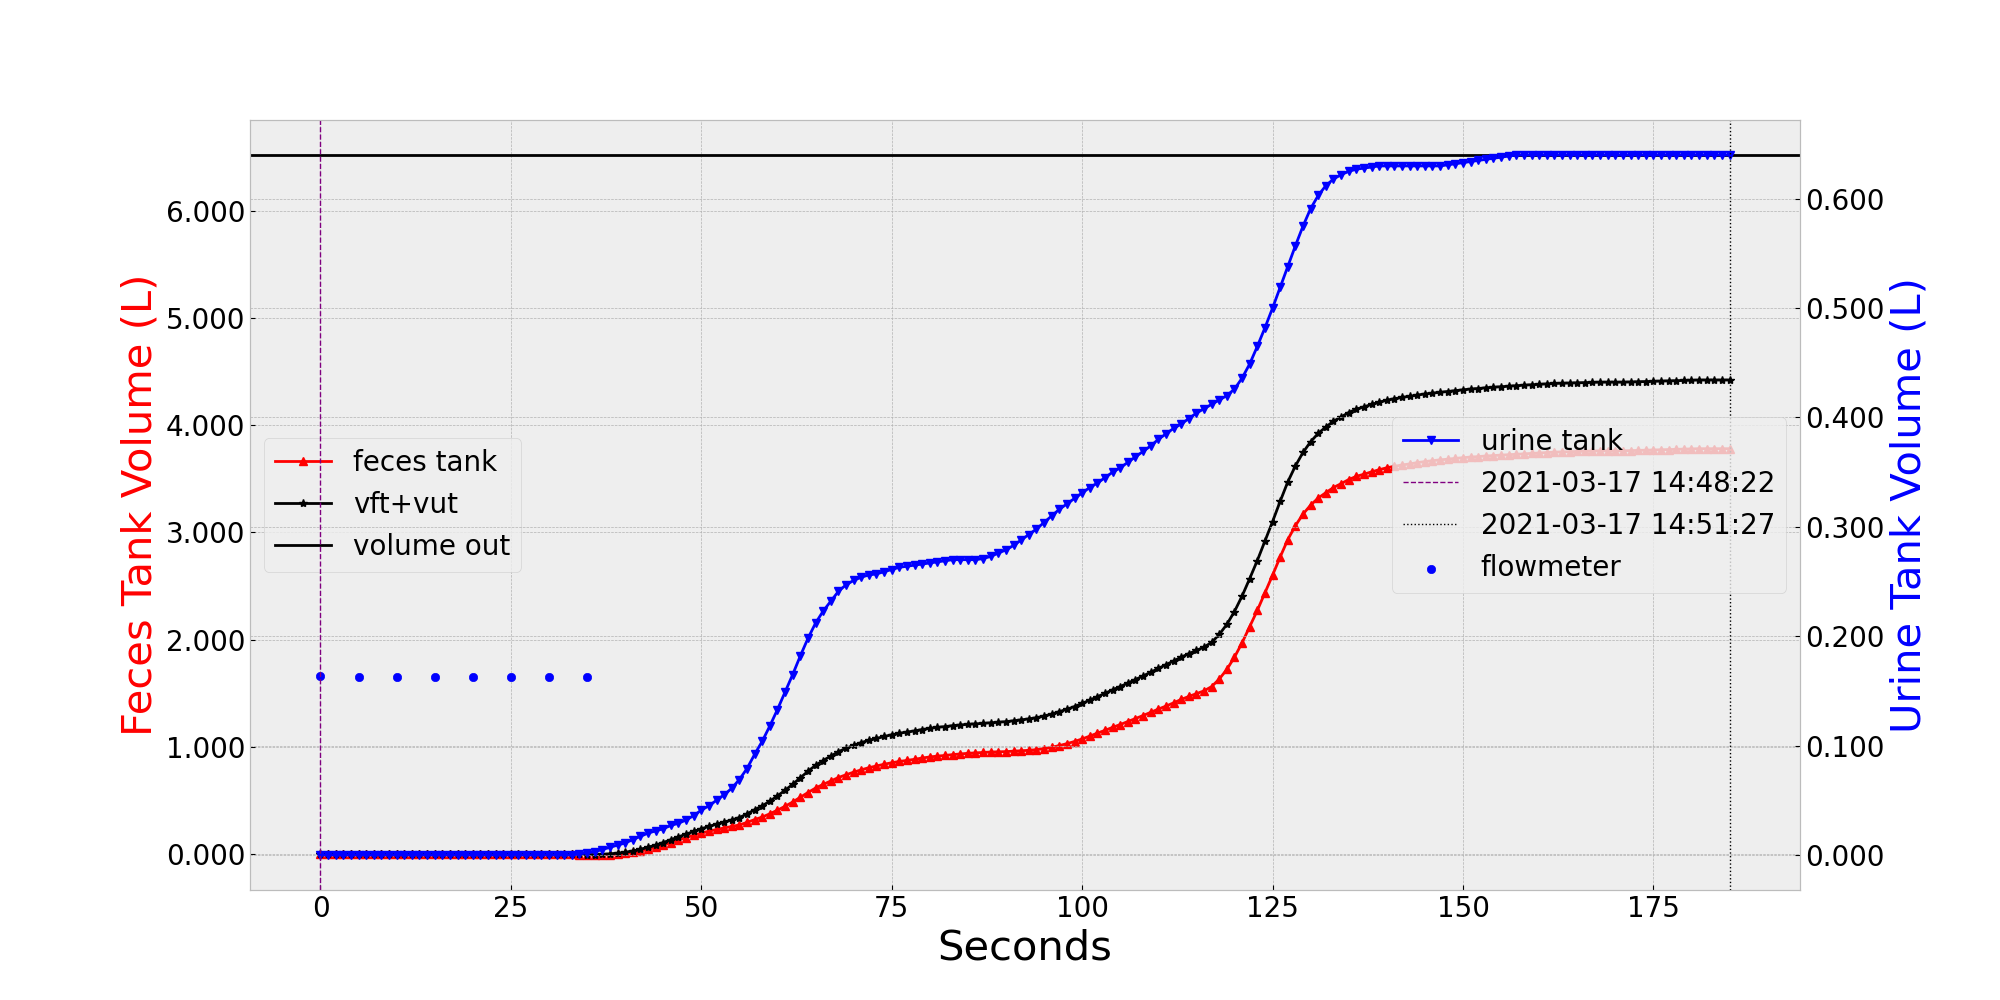 Feces Tank Volume (L)
6.000
5.000
4.000
3.000
2.000
1.000
0.000
feces tank
vft+vut
volume out
urine tank
2021-03-17 14:48:22
2021-03-17 14:51:27
flowmeter
0.600
0.500
0.400
0.300
0.200
0.100
0.000
Urine Tank Volume (L)
0 25 50 75 100 125 150 175
Seconds